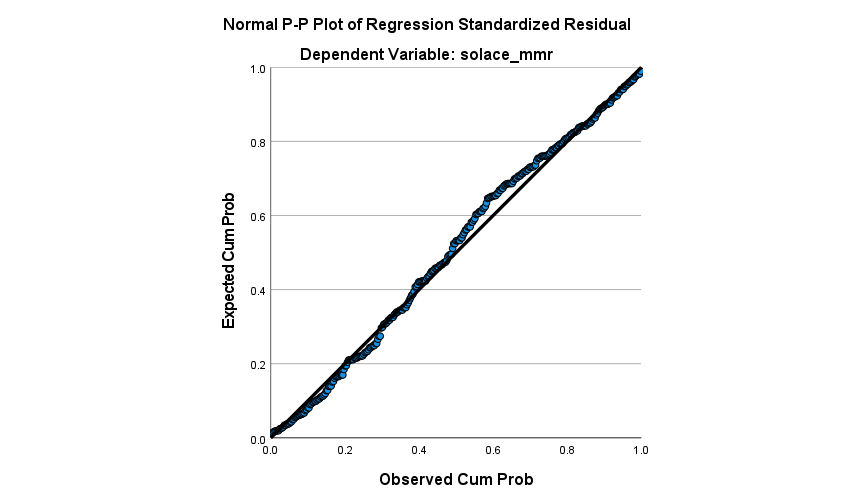 Normal P-P Plot of Regression Standardized Residual
Dependent Variable: solace_mmr
1.0
0.8
0.6
0.4
0.2
0.0
Expected Cum Prob
0.0 0.2 0.4 0.6 0.8 1.0
Observed Cum Prob